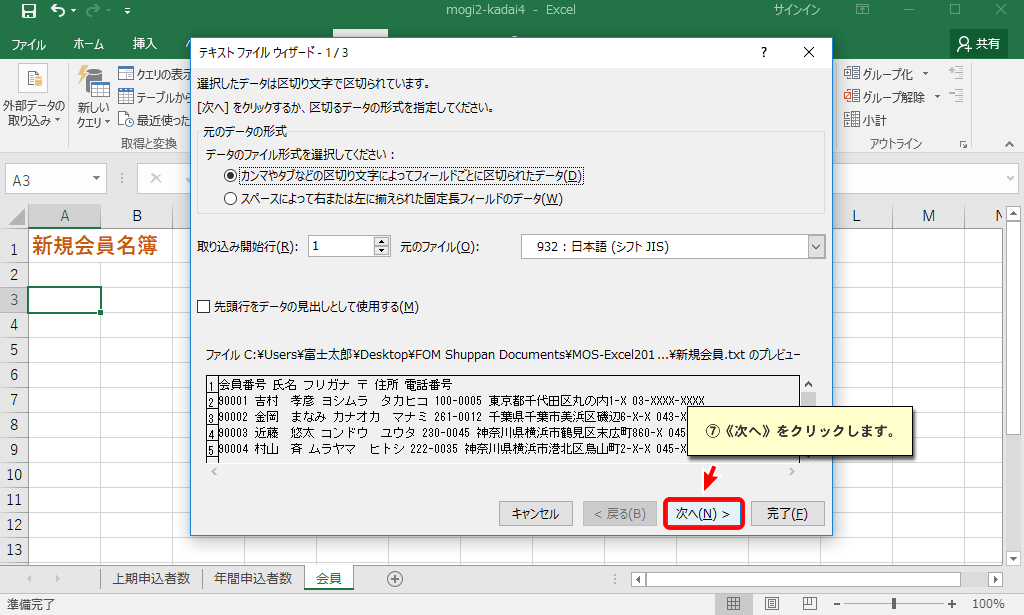 mogi2-kadai4 - Excel
サインイン
ファイル ホーム 挿入
共有
テキスト ファイル ウィザード - 1 / 3
?
選択したデータは区切り文字で区切られています。
[次へ] をクリックするか、区切るデータの形式を指定してください。
元のデータの形式
データのファイル形式を選択してください：
カンマやタブなどの区切り文字によってフィールドごとに区切られたデータ(D)
スペースによって右または左に揃えられた固定長フィールドのデータ(W)
取り込み開始行(R): 1 元のファイル(O): 932 : 日本語 (シフト JIS)
先頭行をデータの見出しとして使用する(M)
ファイル C:¥Users¥富士太郎¥Desktop¥FOM Shuppan Documents¥MOS-Excel201 ...¥新規会員.txt のプレビュー
1 会員番号 氏名 フリガナ 〒 住所 電話番号
2 90001 吉村　孝彦 ヨシムラ　タカヒコ 100-0005 東京都千代田区丸の内1-X 03-XXXX-XXXX
3 90002 金岡　まなみ カナオカ　マナミ 261-0012 千葉県千葉市美浜区磯辺6-X-X 043-X
4 90003 近藤　悠太 コンドウ　ユウタ 230-0045 神奈川県横浜市鶴見区末広町860-X 045
5 90004 村山　斉 ムラヤマ　ヒトシ 222-0035 神奈川県横浜市港北区鳥山町2-X-X 045-X
⑦《次へ》をクリックします。
キャンセル < 戻る(B) 次へ(N) > 完了(F)
外部データの
取り込み
新しい
クエリ
クエリの表示
テーブルから
最近使った
取得と変換
グループ化
グループ解除
小計
アウトライン
A3
A B L M N
1 新規会員名簿
2
3
4
5
6
7
8
9
10
11
12
13
上期申込者数 年間申込者数 会員
準備完了
100%